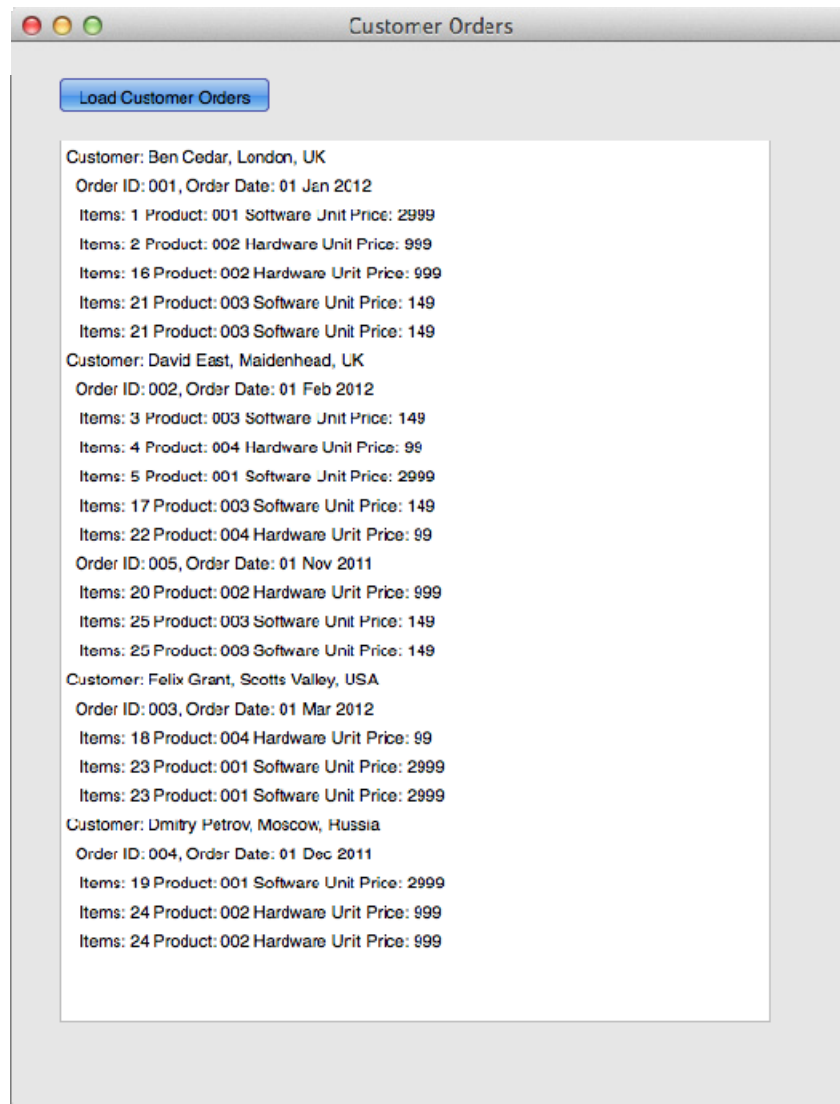 Customer Orders
Load Customer Orders
Customer: Ben Cedar, London, UK
Order ID: 001, Order Date: 01 Jan 2012
Items: 1 Product: 001 Software Unit Price: 2999
Items: 2 Product: 002 Hardware Unit Price: 999
Items: 16 Product: 002 Hardware Unit Price: 999
Items: 21 Product: 003 Software Unit Price: 149
Items: 21 Product: 003 Software Unit Price: 149
Customer: David East, Maidenhead, UK
Order ID: 002, Order Date: 01 Feb 2012
Items: 3 Product: 003 Software Unit Price: 149
Items: 4 Product: 004 Hardware Unit Price: 99
Items: 5 Product: 001 Software Unit Price: 2999
Items: 17 Product: 003 Software Unit Price: 149
Items: 22 Product: 004 Hardware Unit Price: 99
Order ID: 005, Order Date: 01 Nov 2011
Items: 20 Product: 002 Hardware Unit Price: 999
Items: 25 Product: 003 Software Unit Price: 149
Items: 25 Product: 003 Software Unit Price: 149
Customer: Felix Grant, Scotts Valley, USA
Order ID: 003, Order Date: 01 Mar 2012
Items: 18 Product: 004 Hardware Unit Price: 99
Items: 23 Product: 001 Software Unit Price: 2999
Items: 23 Product: 001 Software Unit Price: 2999
Customer: Dmitry Petrov, Moscow, Russia
Order ID: 004, Order Date: 01 Dec 2011
Items: 19 Product: 001 Software Unit Price: 2999
Items: 24 Product: 002 Hardware Unit Price: 999
Items: 24 Product: 002 Hardware Unit Price: 999